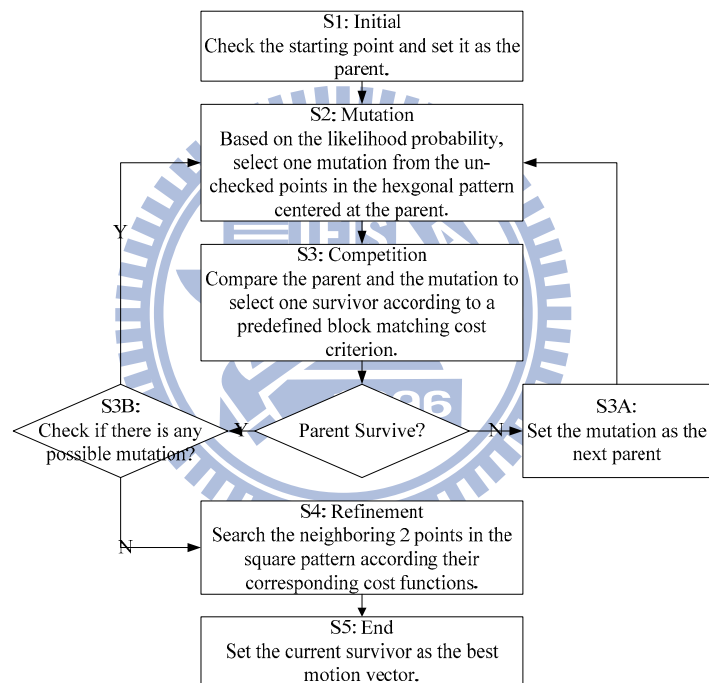 S1: Initial
Check the starting point and set it as the
parent.
S2: Mutation
Based on the likelihood probability,
select one mutation from the un-
checked points in the hexgonal pattern
centered at the parent.
Y
S3: Competition
Compare the parent and the mutation to
select one survivor according to a
predefined block matching cost
criterion.
S3B:
Check if there is any
possible mutation?
Y
Parent Survive?
N
S3A:
Set the mutation as the
next parent
N
S4: Refinement
Search the neighboring 2 points in the
square pattern according their
corresponding cost functions.
S5: End
Set the current survivor as the best
motion vector.